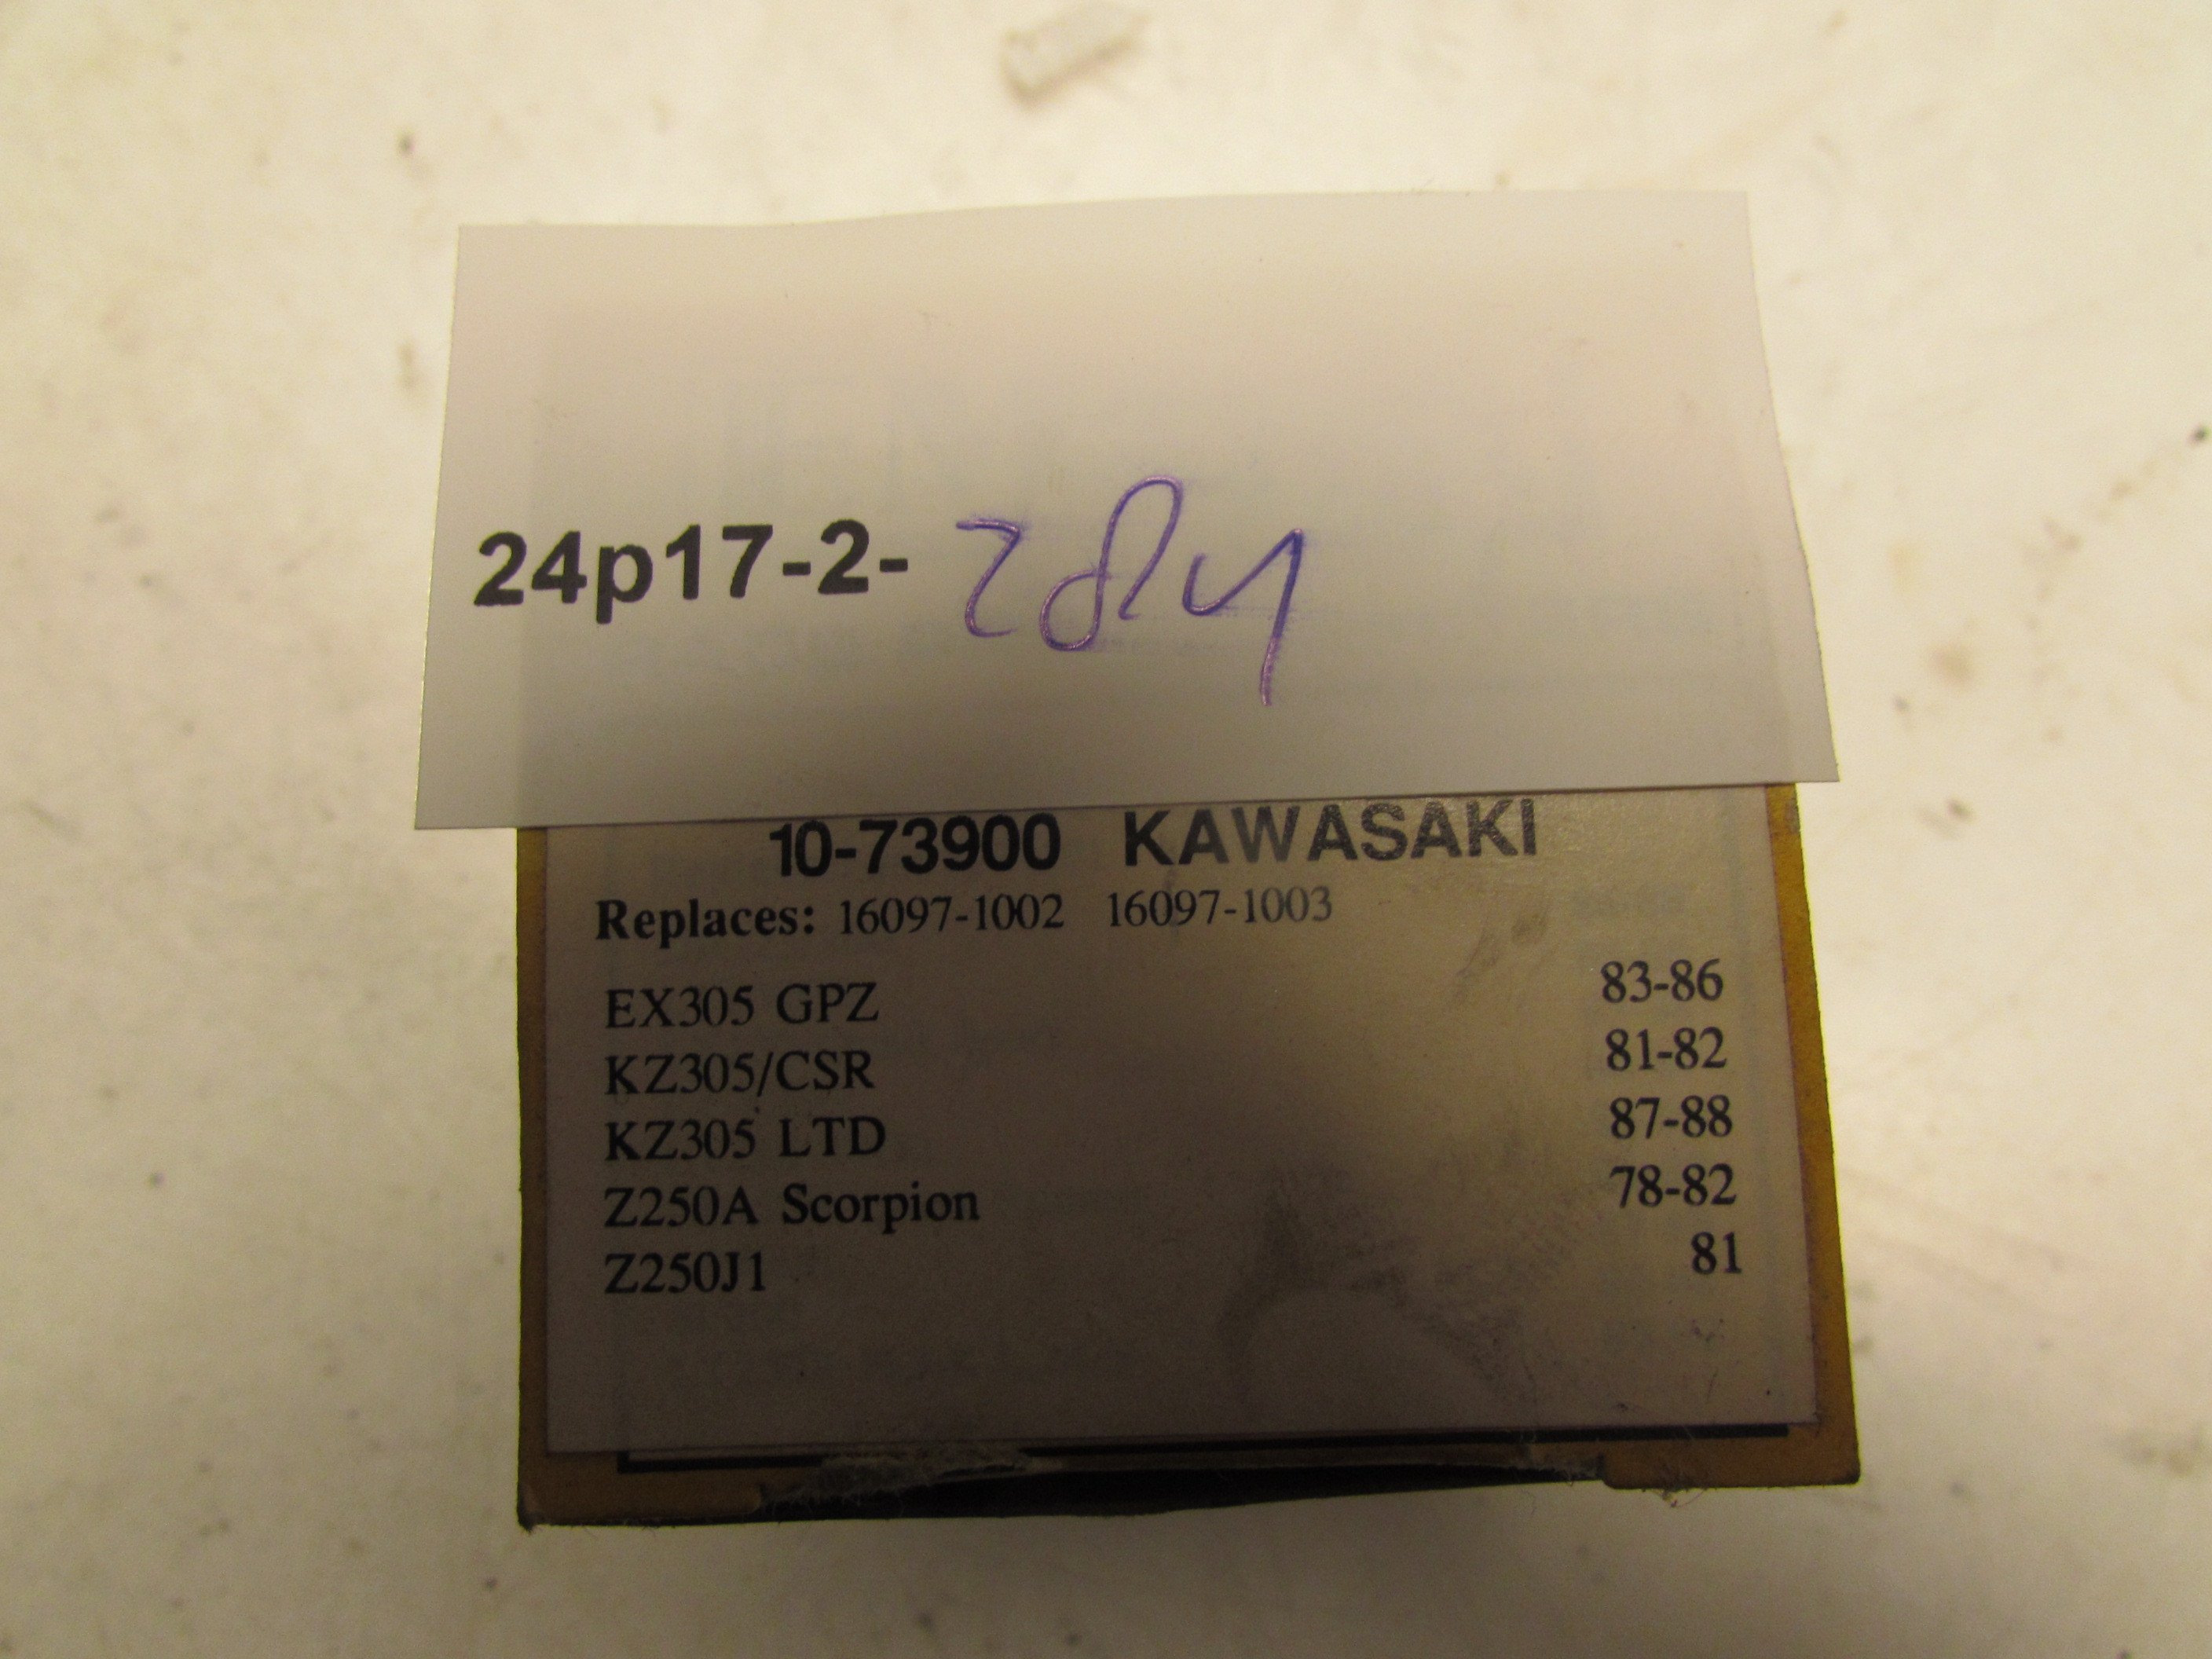 24p17-2-284
10-73900 KAWASAKI
Replaces: 16097-1002 16097-1003
EX305 GPZ 83-86
KZ305/CSR 81-82
KZ305 LTD 87-88
Z250A Scorpion 78-82
Z250J1 81